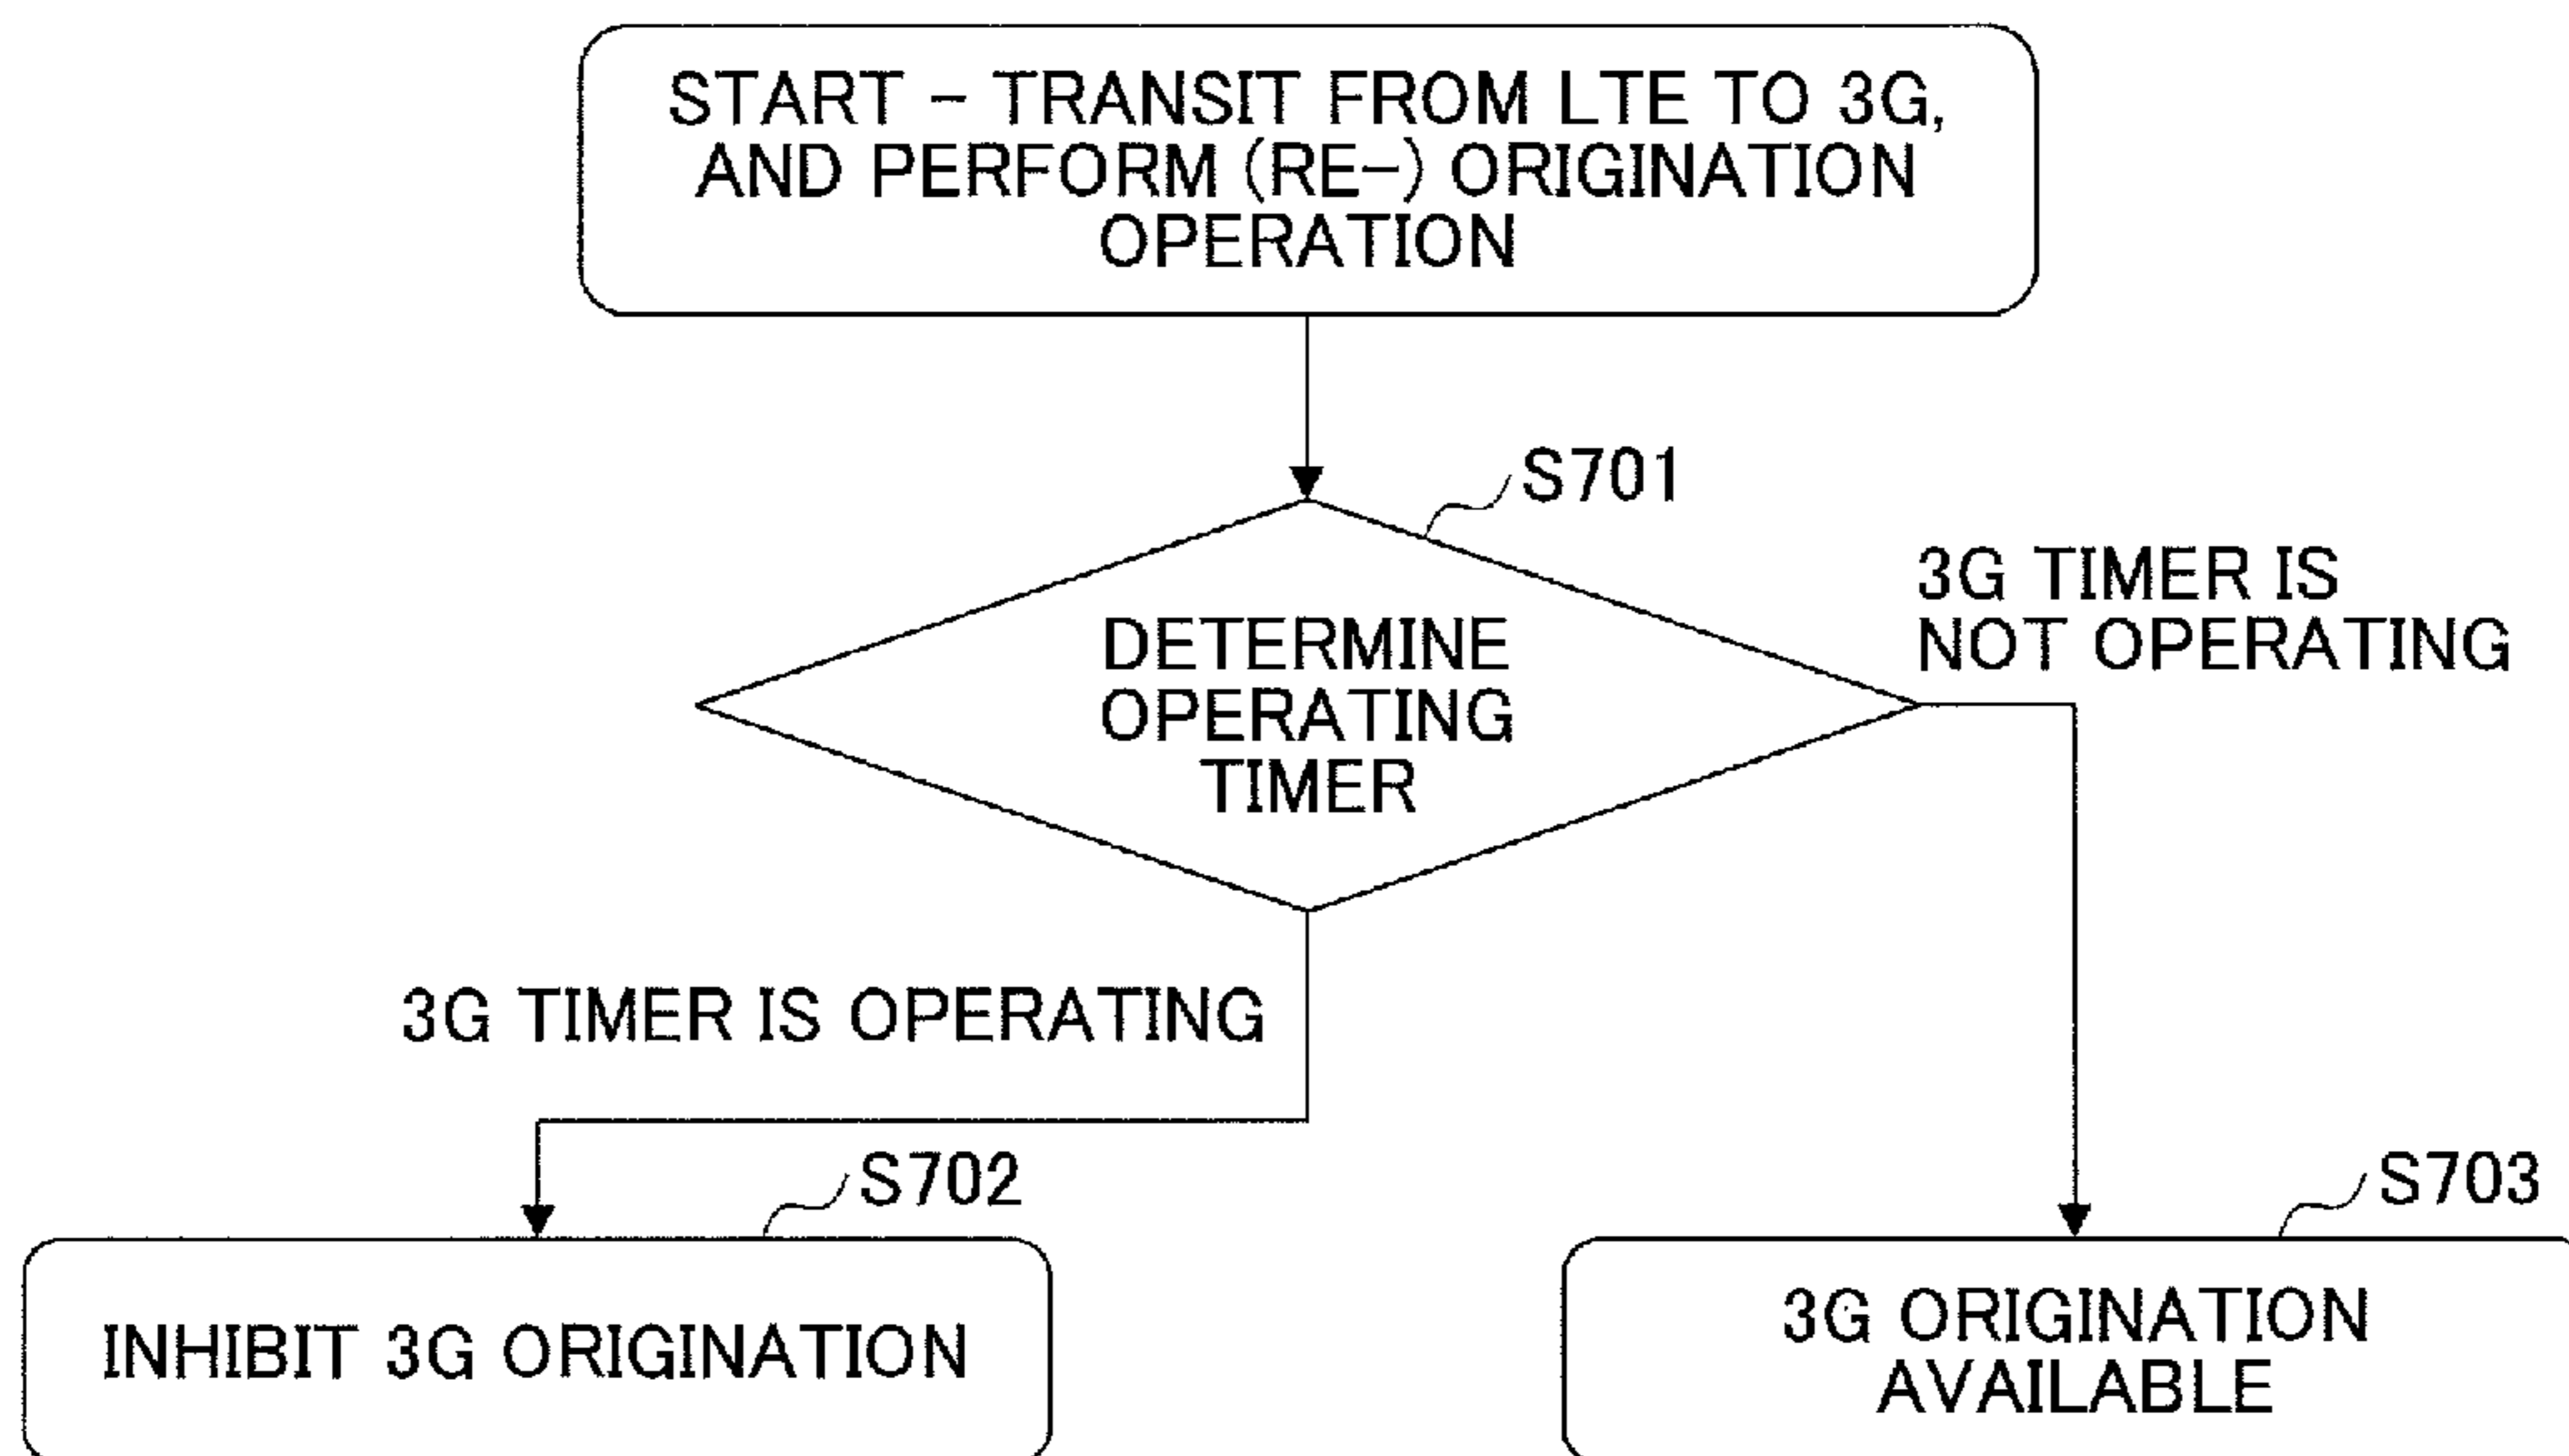 START – TRANSIT FROM LTE TO 3G,
AND PERFORM (RE–) ORIGINATION
OPERATION
S701
DETERMINE
OPERATING
TIMER
3G TIMER IS
NOT OPERATING
3G TIMER IS OPERATING
S702
INHIBIT 3G ORIGINATION
S703
3G ORIGINATION
AVAILABLE